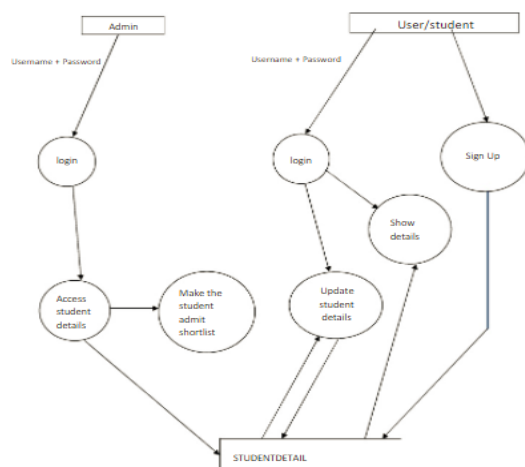 Admin
User/student
Username + Password
Username + Password
login
login
Sign Up
Show
details
Access
student
details
Make the
student
admit
shortlist
Update
student
details
STUDENTDETAIL